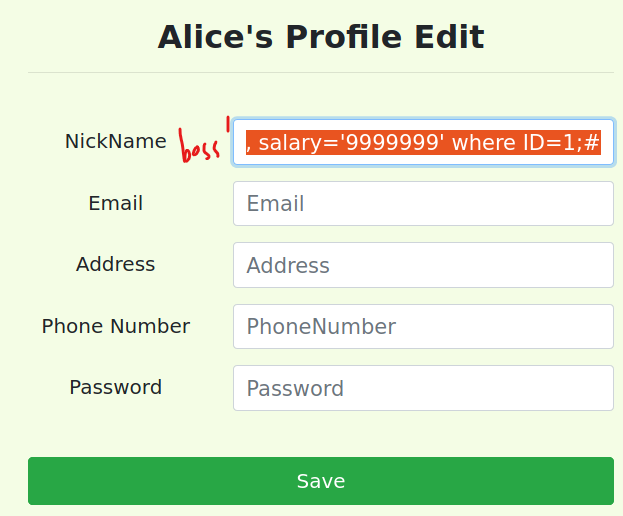 Alice's Profile Edit
NickName boss' , salary='9999999' where ID=1;#
Email Email
Address Address
Phone Number PhoneNumber
Password Password
Save